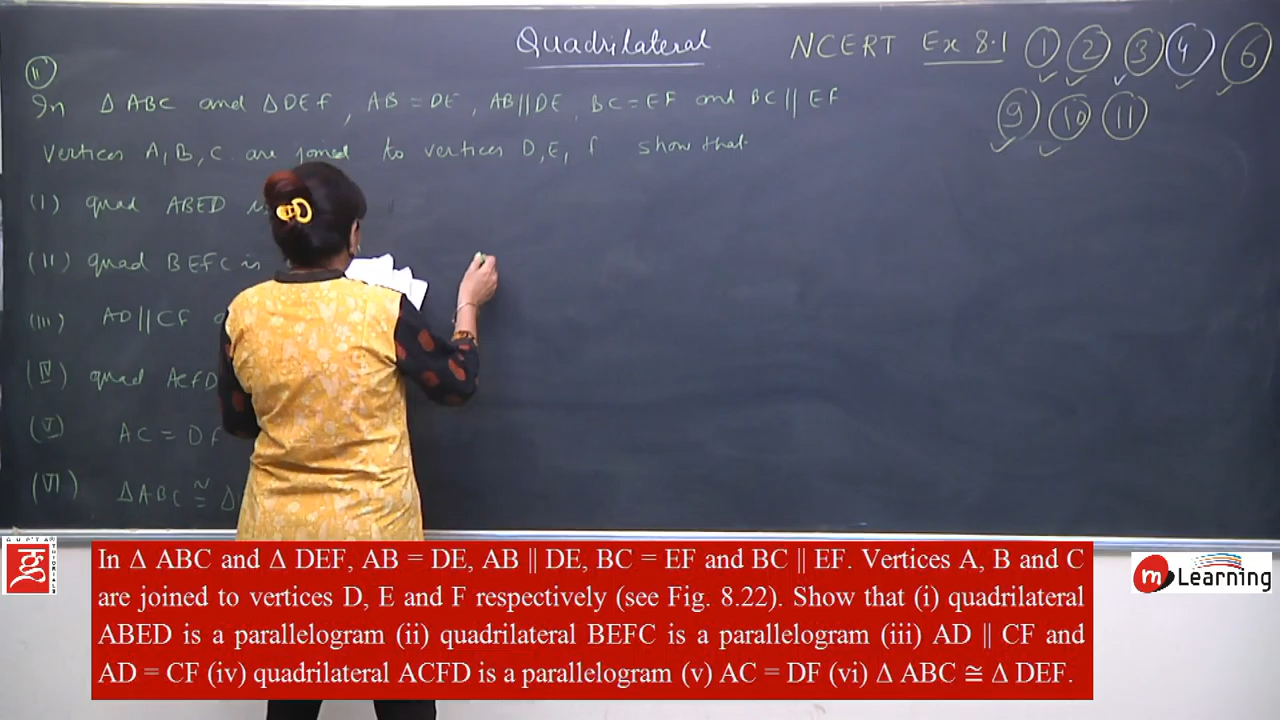 Quadrilateral NCERT Ex 8.1 1 2 3 4 6
9 10 11
11
In Δ ABC and ΔDEF, AB = DE, AB||DE, BC = EF and BC || EF
Vertices A, B, C. are joined to vertices D, E, F show that
(I) quad ABED is
(II) quad BEFC is
(III) AD || CF
(IV) quad ACFD
(V) AC = DF
(VI) ΔABC ≅ Δ
GUPTA TUTORIALS
In Δ ABC and Δ DEF, AB = DE, AB || DE, BC = EF and BC || EF. Vertices A, B and C
are joined to vertices D, E and F respectively (see Fig. 8.22). Show that (i) quadrilateral
ABED is a parallelogram (ii) quadrilateral BEFC is a parallelogram (iii) AD || CF and
AD = CF (iv) quadrilateral ACFD is a parallelogram (v) AC = DF (vi) Δ ABC ≅ Δ DEF.
m Learning